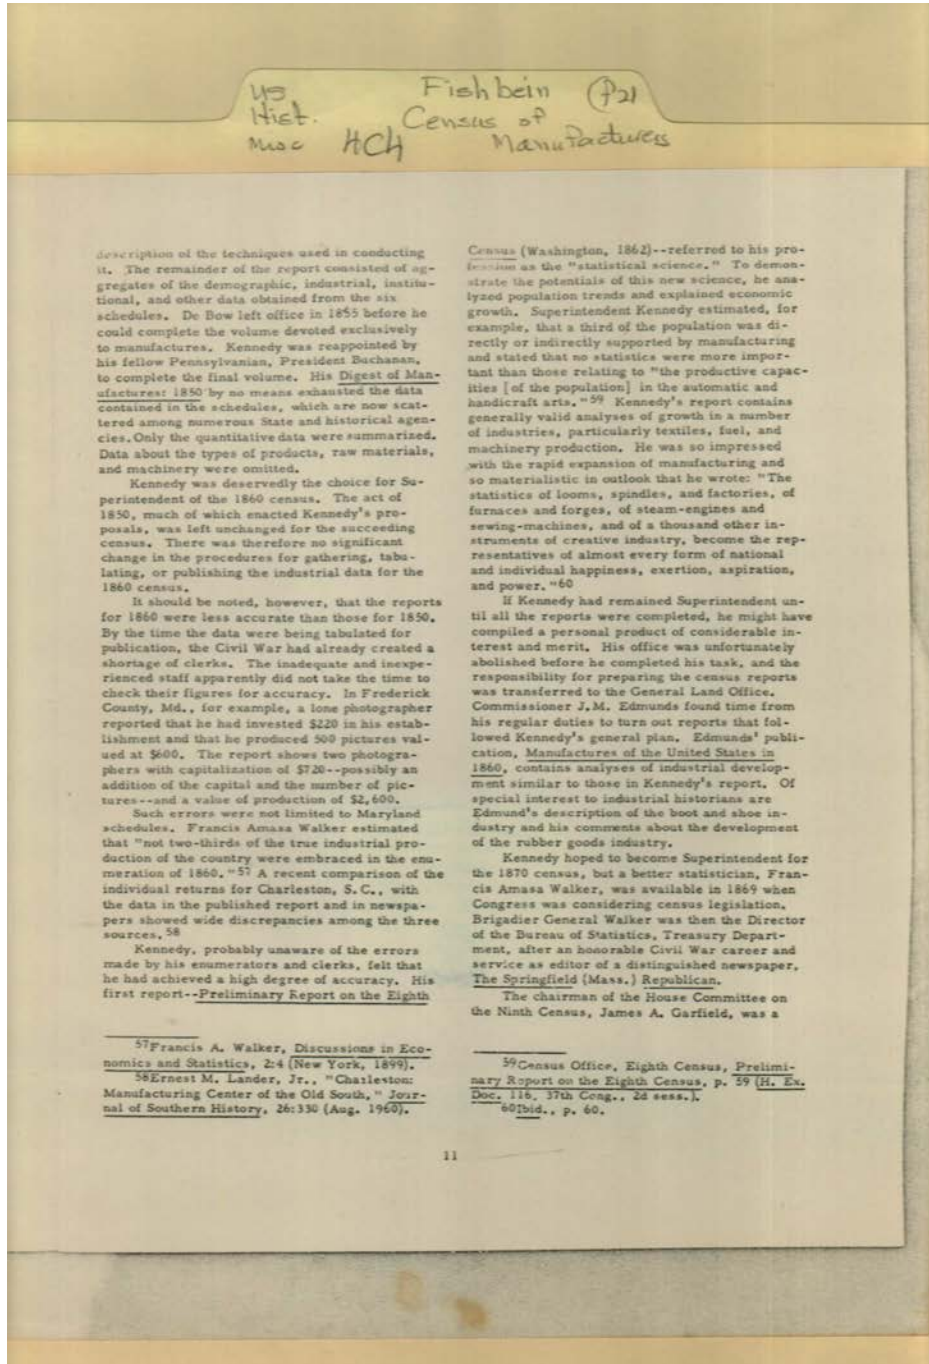 US
Hist.
Misc HCH
Fishbein P21
Census of
Manufacturers
description of the techniques used in conducting
it. The remainder of the report consisted of ag-
gregates of the demographic, industrial, institu-
tional, and other data obtained from the six
schedules. De Bow left office in 1855 before he
could complete the volume devoted exclusively
to manufactures. Kennedy was reappointed by
his fellow Pennsylvanian, President Buchanan,
to complete the final volume. His Digest of Man-
ufactures: 1850 by no means exhausted the data
contained in the schedules, which are now scat-
tered among numerous State and historical agen-
cies. Only the quantitative data were summarized.
Data about the types of products, raw materials,
and machinery were omitted.
Kennedy was deservedly the choice for Su-
perintendent of the 1860 census. The act of
1850, much of which enacted Kennedy's pro-
posals, was left unchanged for the succeeding
census. There was therefore no significant
change in the procedures for gathering, tabu-
lating, or publishing the industrial data for the
1860 census.
It should be noted, however, that the reports
for 1860 were less accurate than those for 1850.
By the time the data were being tabulated for
publication, the Civil War had already created a
shortage of clerks. The inadequate and inexpe-
rienced staff apparently did not take the time to
check their figures for accuracy. In Frederick
County, Md., for example, a lone photographer
reported that he had invested $220 in his estab-
lishment and that he produced 500 pictures val-
ued at $600. The report shows two photogra-
phers with capitalization of $720--possibly an
addition of the capital and the number of pic-
tures--and a value of production of $2,600.
Such errors were not limited to Maryland
schedules. Francis Amasa Walker estimated
that "not two-thirds of the true industrial pro-
duction of the country were embraced in the enu-
meration of 1860."57 A recent comparison of the
individual returns for Charleston, S.C., with
the data in the published report and in newspa-
pers showed wide discrepancies among the three
sources.58
Kennedy, probably unaware of the errors
made by his enumerators and clerks, felt that
he had achieved a high degree of accuracy. His
first report--Preliminary Report on the Eighth
57Francis A. Walker, Discussions in Eco-
nomics and Statistics, 2:4 (New York, 1899).
58Ernest M. Lander, Jr., "Charleston:
Manufacturing Center of the Old South," Jour-
nal of Southern History, 26:330 (Aug. 1960).
Census (Washington, 1862)--referred to his pro-
fession as the "statistical science." To demon-
strate the potentials of this new science, he ana-
lyzed population trends and explained economic
growth. Superintendent Kennedy estimated, for
example, that a third of the population was di-
rectly or indirectly supported by manufacturing
and stated that no statistics were more impor-
tant than those relating to "the productive capac-
ities [of the population] in the automatic and
handicraft arts."59 Kennedy's report contains
generally valid analyses of growth in a number
of industries, particularly textiles, fuel, and
machinery production. He was so impressed
with the rapid expansion of manufacturing and
so materialistic in outlook that he wrote: "The
statistics of looms, spindles, and factories, of
furnaces and forges, of steam-engines and
sewing-machines, and of a thousand other in-
struments of creative industry, become the rep-
resentatives of almost every form of national
and individual happiness, exertion, aspiration,
and power."60
If Kennedy had remained Superintendent un-
til all the reports were completed, he might have
compiled a personal product of considerable in-
terest and merit. His office was unfortunately
abolished before he completed his task, and the
responsibility for preparing the census reports
was transferred to the General Land Office.
Commissioner J.M. Edmunds found time from
his regular duties to turn out reports that fol-
lowed Kennedy's general plan. Edmunds' publi-
cation, Manufactures of the United States in
1860, contains analyses of industrial develop-
ment similar to those in Kennedy's report. Of
special interest to industrial historians are
Edmund's description of the boot and shoe in-
dustry and his comments about the development
of the rubber goods industry.
Kennedy hoped to become Superintendent for
the 1870 census, but a better statistician, Fran-
cis Amasa Walker, was available in 1869 when
Congress was considering census legislation.
Brigadier General Walker was then the Director
of the Bureau of Statistics, Treasury Depart-
ment, after an honorable Civil War career and
service as editor of a distinguished newspaper,
The Springfield (Mass.) Republican.
The chairman of the House Committee on
the Ninth Census, James A. Garfield, was a
59Census Office, Eighth Census, Prelimi-
nary Report on the Eighth Census, p. 59 (H. Ex.
Doc. 116, 37th Cong., 2d sess.).
60Ibid., p. 60.
11